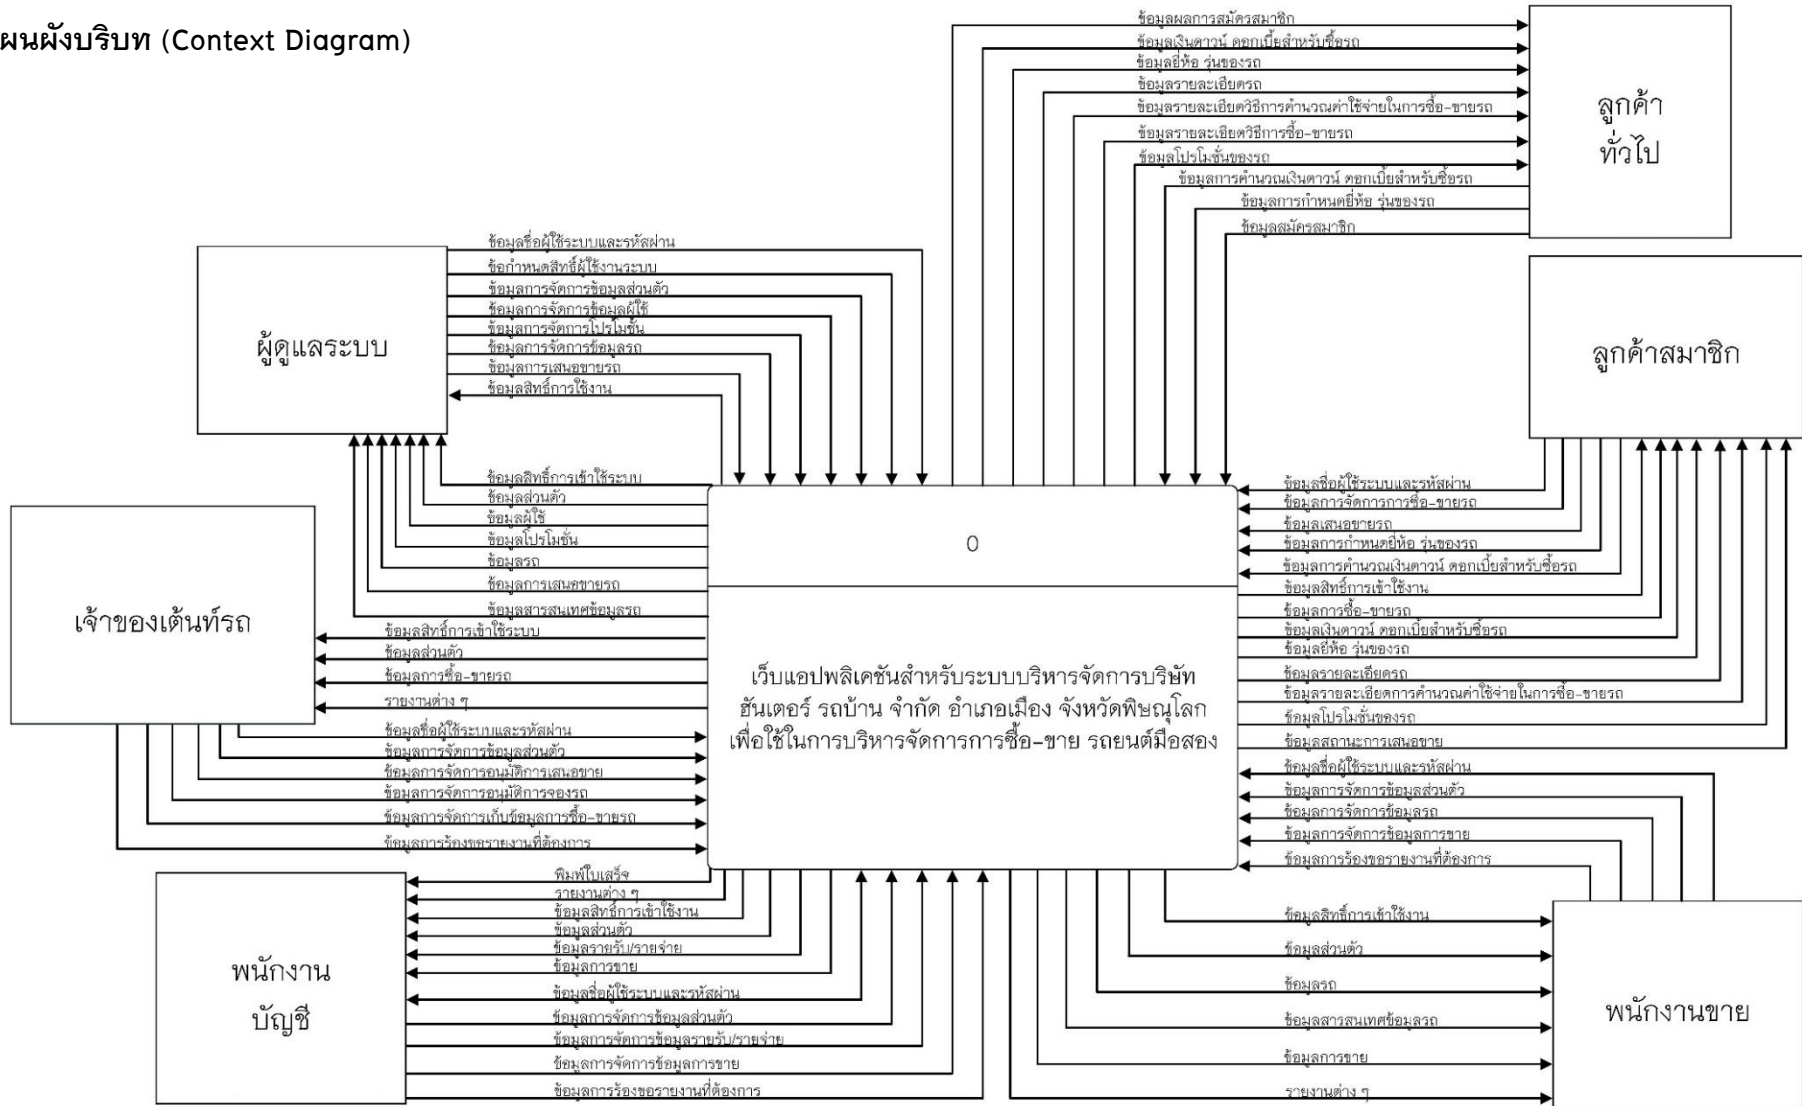 ผนผังบริบท (Context Diagram)
ข้อมูลผลการสมัครสมาชิก
ข้อมูลเงินดาวน์ ดอกเบี้ยสำหรับซื้อรถ
ข้อมูลยี่ห้อ รุ่นของรถ
ข้อมูลรายละเอียดรถ
ข้อมูลรายละเอียดวิธีการคำนวณค่าใช้จ่ายในการซื้อ-ขายรถ
ข้อมูลรายละเอียดวิธีการซื้อ-ขายรถ
ข้อมูลโปรโมชั่นของรถ
ข้อมูลการคำนวณเงินดาวน์ ดอกเบี้ยสำหรับซื้อรถ
ข้อมูลการกำหนดยี่ห้อ รุ่นของรถ
ข้อมูลสมัครสมาชิก
ลูกค้า
ทั่วไป
ข้อมูลชื่อผู้ใช้ระบบและรหัสผ่าน
ข้อกำหนดสิทธิ์ผู้ใช้งานระบบ
ข้อมูลการจัดการข้อมูลส่วนตัว
ข้อมูลการจัดการข้อมูลผู้ใช้
ข้อมูลการจัดการโปรโมชั่น
ข้อมูลการจัดการข้อมูลรถ
ข้อมูลการเสนอขายรถ
ข้อมูลสิทธิ์การใช้งาน
ผู้ดูแลระบบ
ลูกค้าสมาชิก
ข้อมูลสิทธิ์การเข้าใช้ระบบ
ข้อมูลส่วนตัว
ข้อมูลผู้ใช้
ข้อมูลโปรโมชั่น
ข้อมูลรถ
ข้อมูลการเสนอขายรถ
ข้อมูลสารสนเทศข้อมูลรถ
0
เว็บแอปพลิเคชันสำหรับระบบบริหารจัดการบริษัท
ฮันเตอร์ รถบ้าน จำกัด อำเภอเมือง จังหวัดพิษณุโลก
เพื่อใช้ในการบริหารจัดการการซื้อ-ขาย รถยนต์มือสอง
ข้อมูลชื่อผู้ใช้ระบบและรหัสผ่าน
ข้อมูลการจัดการการซื้อ-ขายรถ
ข้อมูลเสนอขายรถ
ข้อมูลการกำหนดยี่ห้อ รุ่นของรถ
ข้อมูลการคำนวณเงินดาวน์ ดอกเบี้ยสำหรับซื้อรถ
ข้อมูลสิทธิ์การเข้าใช้งาน
ข้อมูลการซื้อ-ขายรถ
ข้อมูลเงินดาวน์ ดอกเบี้ยสำหรับซื้อรถ
ข้อมูลยี่ห้อ รุ่นของรถ
ข้อมูลรายละเอียดรถ
ข้อมูลรายละเอียดการคำนวณค่าใช้จ่ายในการซื้อ-ขายรถ
ข้อมูลโปรโมชั่นของรถ
ข้อมูลสถานะการเสนอขาย
เจ้าของเต้นท์รถ
ข้อมูลสิทธิ์การเข้าใช้ระบบ
ข้อมูลส่วนตัว
ข้อมูลการซื้อ-ขายรถ
รายงานต่าง ๆ
ข้อมูลชื่อผู้ใช้ระบบและรหัสผ่าน
ข้อมูลการจัดการข้อมูลส่วนตัว
ข้อมูลการจัดการอนุมัติการเสนอขาย
ข้อมูลการจัดการอนุมัติการจองรถ
ข้อมูลการจัดการเก็บข้อมูลการซื้อ-ขายรถ
ข้อมูลการร้องขอรายงานที่ต้องการ
ข้อมูลชื่อผู้ใช้ระบบและรหัสผ่าน
ข้อมูลการจัดการข้อมูลส่วนตัว
ข้อมูลการจัดการข้อมูลรถ
ข้อมูลการจัดการข้อมูลการขาย
ข้อมูลการร้องขอรายงานที่ต้องการ
พิมพ์ใบเสร็จ
รายงานต่าง ๆ
ข้อมูลสิทธิ์การเข้าใช้งาน
ข้อมูลส่วนตัว
ข้อมูลรายรับ/รายจ่าย
ข้อมูลการขาย
ข้อมูลชื่อผู้ใช้ระบบและรหัสผ่าน
ข้อมูลการจัดการข้อมูลส่วนตัว
ข้อมูลการจัดการข้อมูลรายรับ/รายจ่าย
ข้อมูลการจัดการข้อมูลการขาย
ข้อมูลการร้องขอรายงานที่ต้องการ
พนักงาน
บัญชี
ข้อมูลสิทธิ์การเข้าใช้งาน
ข้อมูลส่วนตัว
ข้อมูลรถ
ข้อมูลสารสนเทศข้อมูลรถ
ข้อมูลการขาย
รายงานต่าง ๆ
พนักงานขาย